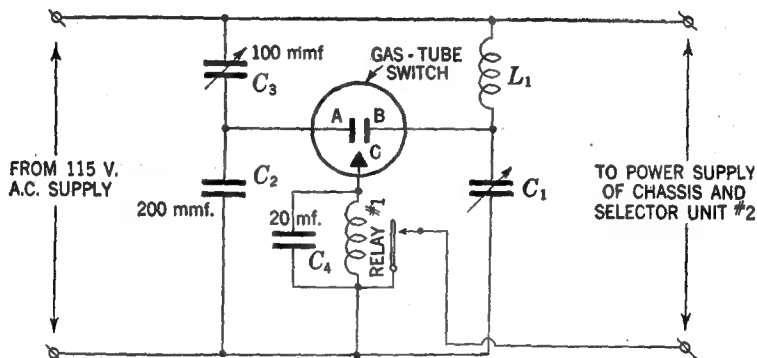 100 mmf
C3
GAS-TUBE
SWITCH
L1
A
B
C
FROM 115 V.
A.C. SUPPLY
C2
200 mmf.
C1
TO POWER SUPPLY
OF CHASSIS AND
SELECTOR UNIT #2
20 mf.
C4
RELAY #1